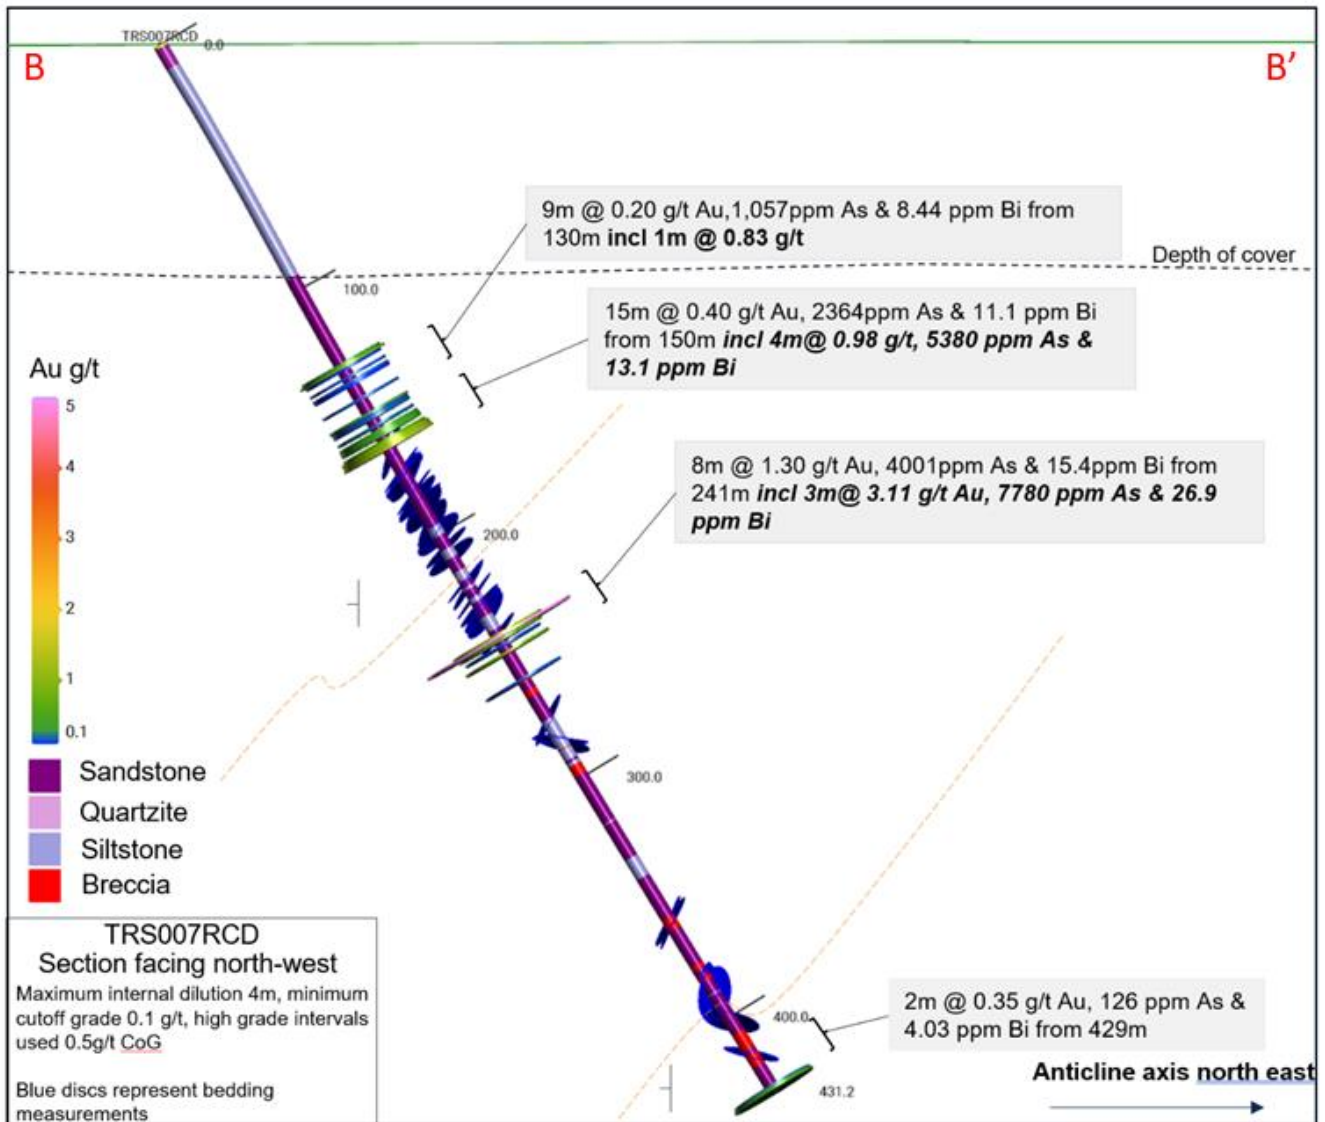 TRS007RCD
0.0
B
B’
9m @ 0.20 g/t Au,1,057ppm As & 8.44 ppm Bi from
130m incl 1m @ 0.83 g/t
Depth of cover
100.0
15m @ 0.40 g/t Au, 2364ppm As & 11.1 ppm Bi
from 150m incl 4m@ 0.98 g/t, 5380 ppm As &
13.1 ppm Bi
Au g/t
5
4
3
2
1
0.1
8m @ 1.30 g/t Au, 4001ppm As & 15.4ppm Bi from
241m incl 3m@ 3.11 g/t Au, 7780 ppm As & 26.9
ppm Bi
200.0
300.0
Sandstone
Quartzite
Siltstone
Breccia
TRS007RCD
Section facing north-west
Maximum internal dilution 4m, minimum
cutoff grade 0.1 g/t, high grade intervals
used 0.5g/t CoG
Blue discs represent bedding
measurements
400.0
2m @ 0.35 g/t Au, 126 ppm As &
4.03 ppm Bi from 429m
431.2
Anticline axis north east